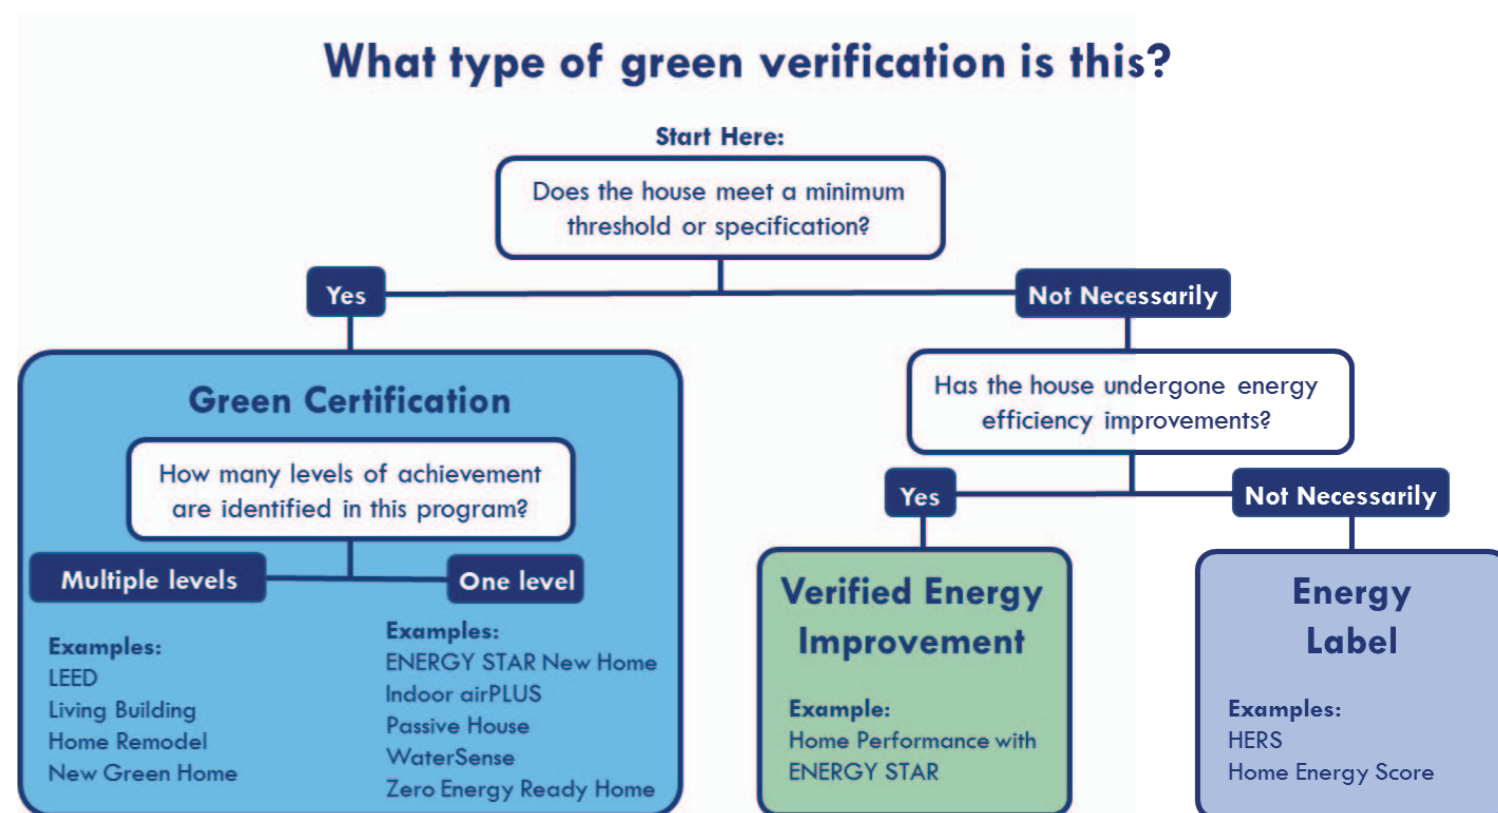 What type of green verification is this?
Start Here:
Does the house meet a minimum
threshold or specification?
Yes
Not Necessarily
Green Certification
How many levels of achievement
are identified in this program?
Multiple levels
One level
Examples:
LEED
Living Building
Home Remodel
New Green Home
Examples:
ENERGY STAR New Home
Indoor airPLUS
Passive House
WaterSense
Zero Energy Ready Home
Has the house undergone energy
efficiency improvements?
Yes
Not Necessarily
Verified Energy
Improvement
Example:
Home Performance with
ENERGY STAR
Energy
Label
Examples:
HERS
Home Energy Score